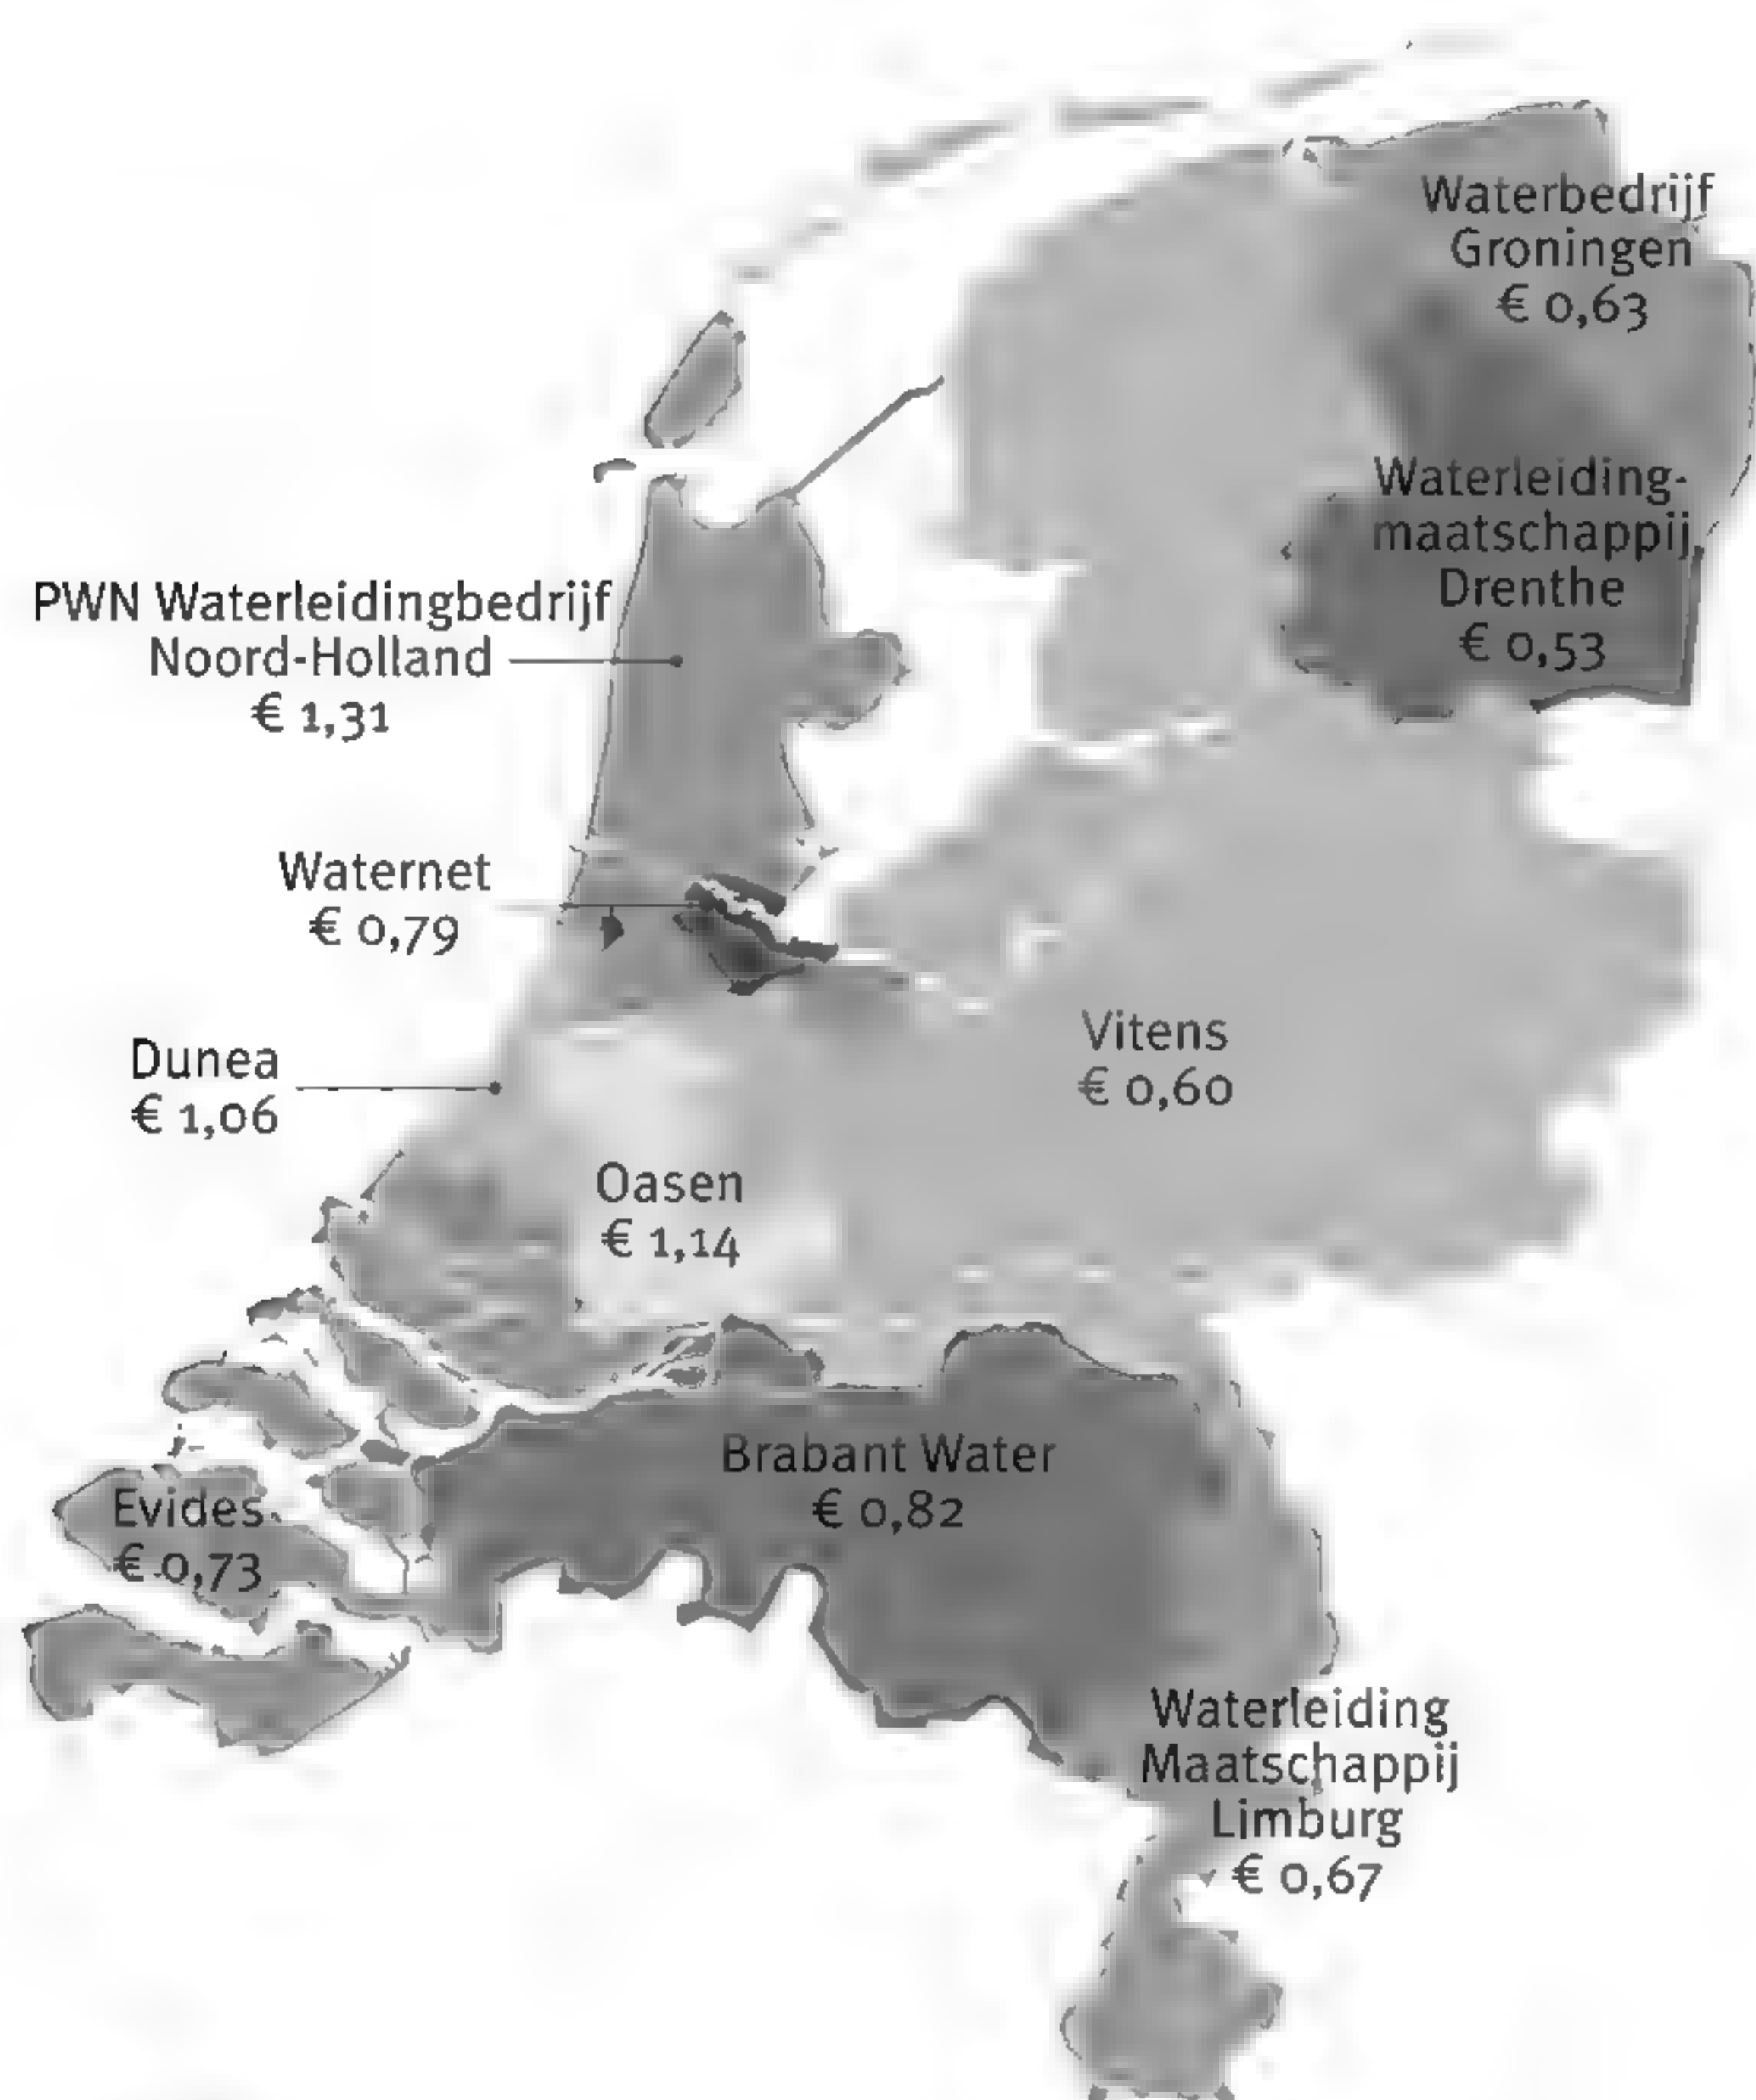 Waterbedrijf
Groningen
€ 0,63
Waterleiding-
maatschappij
Drenthe
€ 0,53
PWN Waterleidingbedrijf
Noord-Holland
€ 1,31
Waternet
€ 0,79
Vitens
€ 0,60
Dunea
€ 1,06
Oasen
€ 1,14
Brabant Water
€ 0,82
Evides
€ 0,73
Waterleiding
Maatschappij
Limburg
€ 0,67